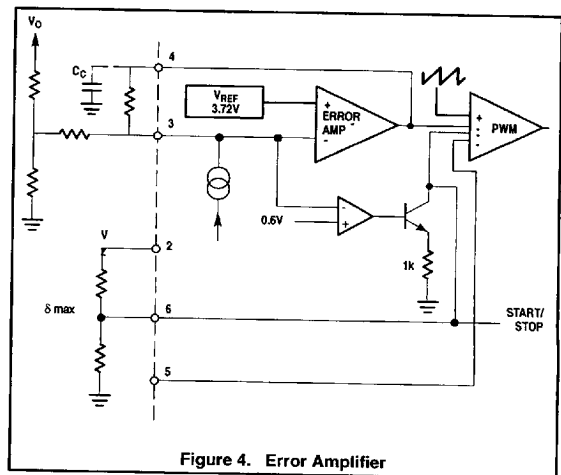 VO
CC
4
VREF
3.72V
+
ERROR
AMP
-
3
+
-
-
-
PWM
0.6V
-
+
V
2
1k
δ max
6
START/
STOP
5
Figure 4. Error Amplifier